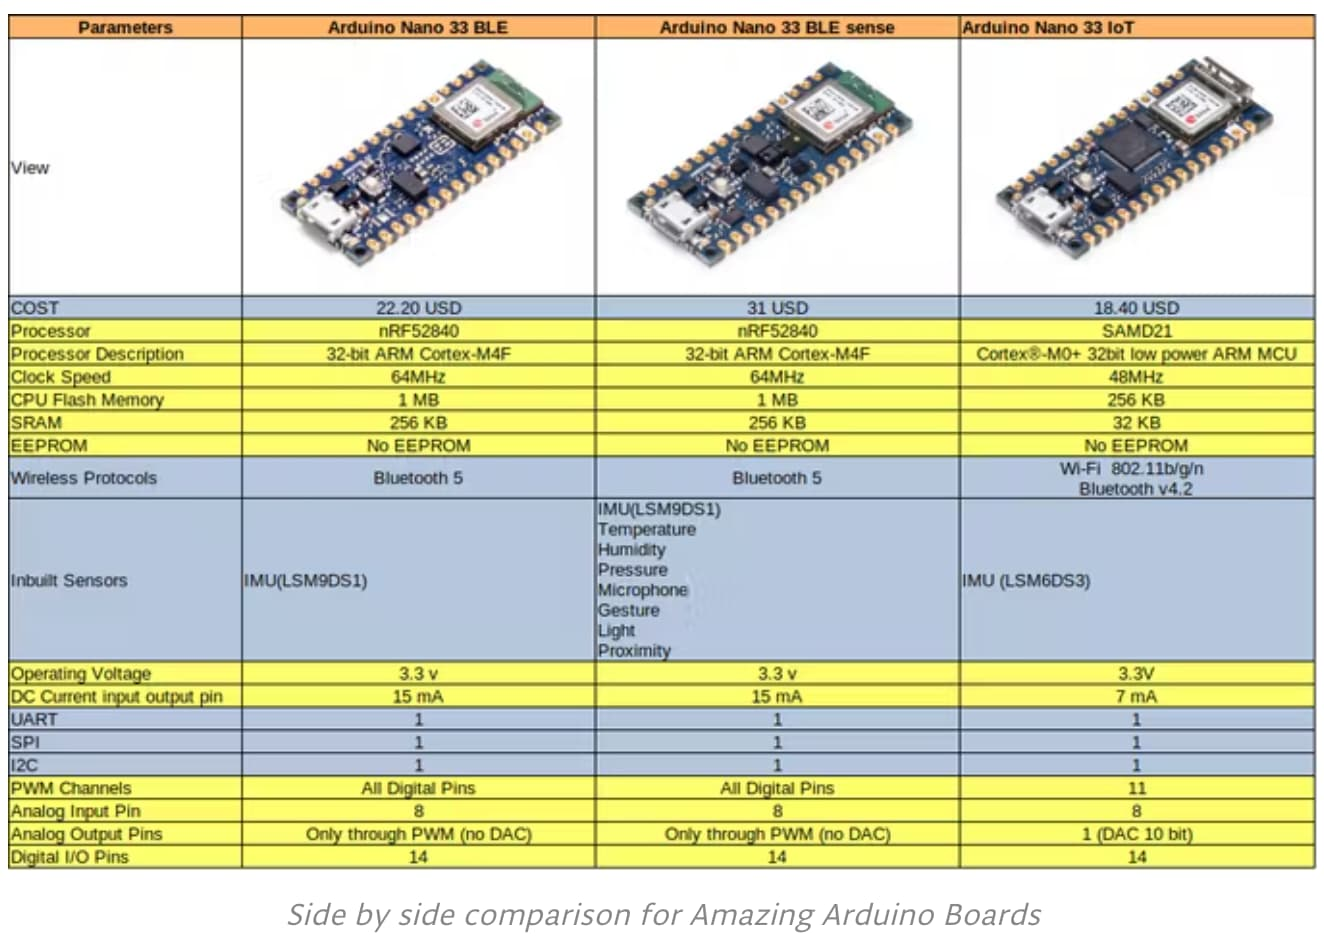 Parameters Arduino Nano 33 BLE Arduino Nano 33 BLE sense Arduino Nano 33 IoT
View
COST 22.20 USD 31 USD 18.40 USD
Processor nRF52840 nRF52840 SAMD21
Processor Description 32-bit ARM Cortex-M4F 32-bit ARM Cortex-M4F Cortex®-M0+ 32bit low power ARM MCU
Clock Speed 64MHz 64MHz 48MHz
CPU Flash Memory 1 MB 1 MB 256 KB
SRAM 256 KB 256 KB 32 KB
EEPROM No EEPROM No EEPROM No EEPROM
Wireless Protocols Bluetooth 5 Bluetooth 5 Wi-Fi 802.11b/g/n
Bluetooth v4.2
Inbuilt Sensors IMU(LSM9DS1) IMU(LSM9DS1)
Temperature
Humidity
Pressure
Microphone
Gesture
Light
Proximity
IMU (LSM6DS3)
Operating Voltage 3.3 v 3.3 v 3.3V
DC Current input output pin 15 mA 15 mA 7 mA
UART 1 1 1
SPI 1 1 1
I2C 1 1 1
PWM Channels All Digital Pins All Digital Pins 11
Analog Input Pin 8 8 8
Analog Output Pins Only through PWM (no DAC) Only through PWM (no DAC) 1 (DAC 10 bit)
Digital I/O Pins 14 14 14
Side by side comparison for Amazing Arduino Boards